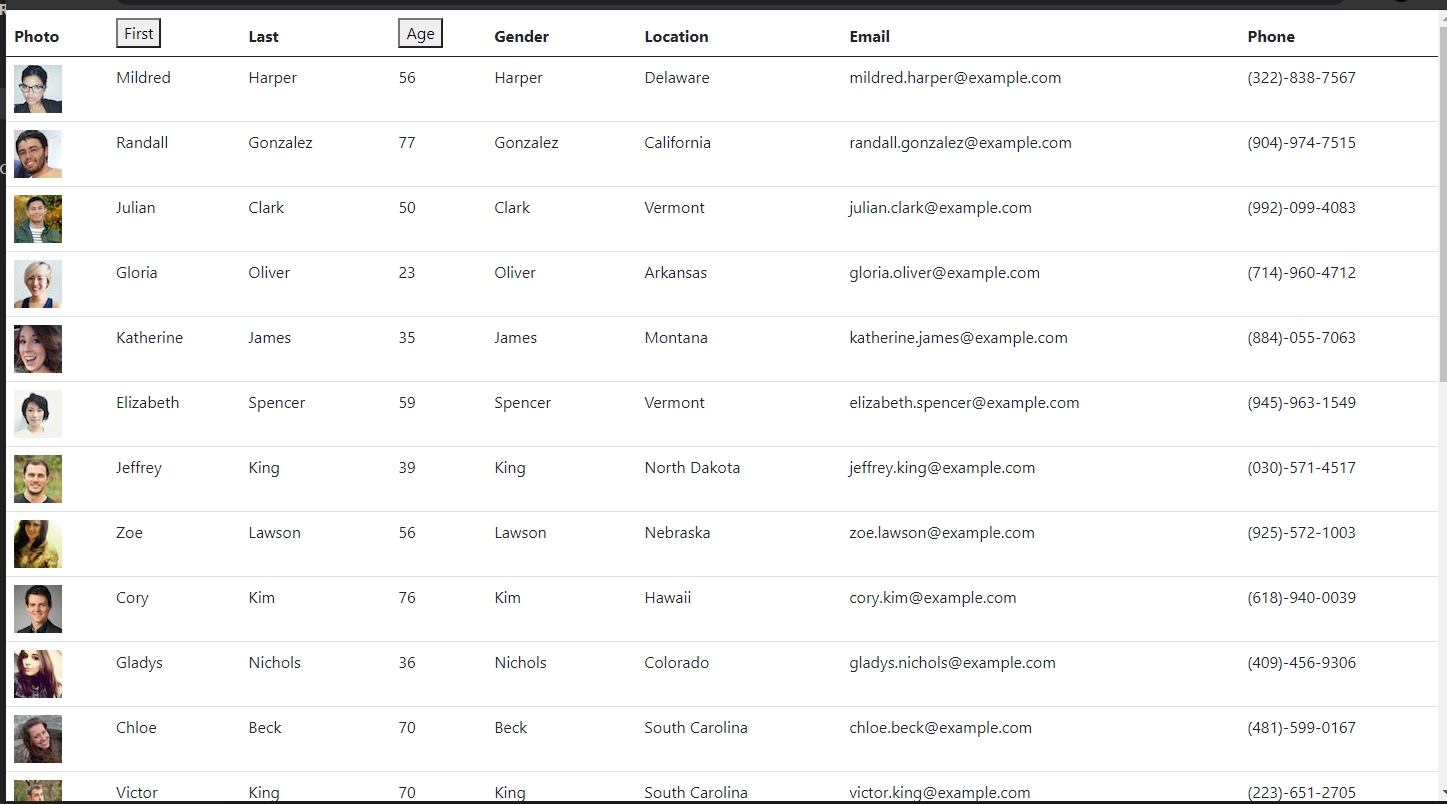 Photo First Last Age Gender Location Email Phone
Mildred Harper 56 Harper Delaware mildred.harper@example.com (322)-838-7567
Randall Gonzalez 77 Gonzalez California randall.gonzalez@example.com (904)-974-7515
Julian Clark 50 Clark Vermont julian.clark@example.com (992)-099-4083
Gloria Oliver 23 Oliver Arkansas gloria.oliver@example.com (714)-960-4712
Katherine James 35 James Montana katherine.james@example.com (884)-055-7063
Elizabeth Spencer 59 Spencer Vermont elizabeth.spencer@example.com (945)-963-1549
Jeffrey King 39 King North Dakota jeffrey.king@example.com (030)-571-4517
Zoe Lawson 56 Lawson Nebraska zoe.lawson@example.com (925)-572-1003
Cory Kim 76 Kim Hawaii cory.kim@example.com (618)-940-0039
Gladys Nichols 36 Nichols Colorado gladys.nichols@example.com (409)-456-9306
Chloe Beck 70 Beck South Carolina chloe.beck@example.com (481)-599-0167
Victor King 70 King South Carolina victor.king@example.com (223)-651-2705